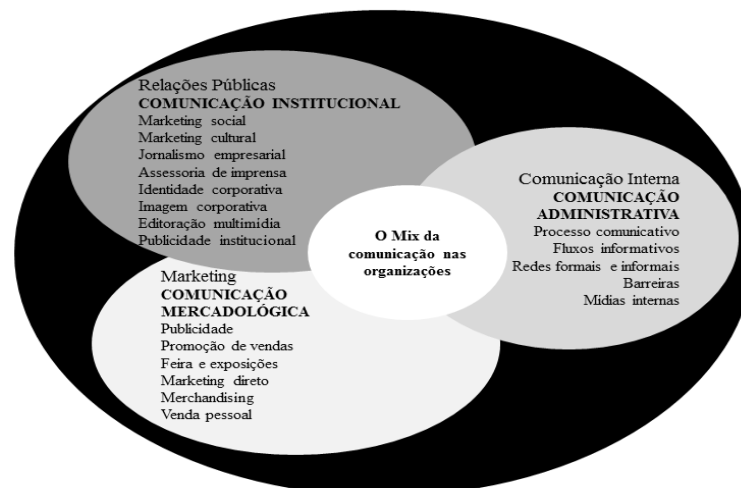 Relações Públicas
COMUNICAÇÃO INSTITUCIONAL
Marketing social
Marketing cultural
Jornalismo empresarial
Assessoria de imprensa
Identidade corporativa
Imagem corporativa
Editoração multimidia
Publicidade institucional
Comunicação Interna
COMUNICAÇÃO
ADMINISTRATIVA
Processo comunicativo
Fluxos informativos
Redes formais e informais
Barreiras
Midias internas
O Mix da
comunicação nas
organizações
Marketing
COMUNICAÇÃO
MERCADOLÓGICA
Publicidade
Promoção de vendas
Feira e exposições
Marketing direto
Merchandising
Venda pessoal